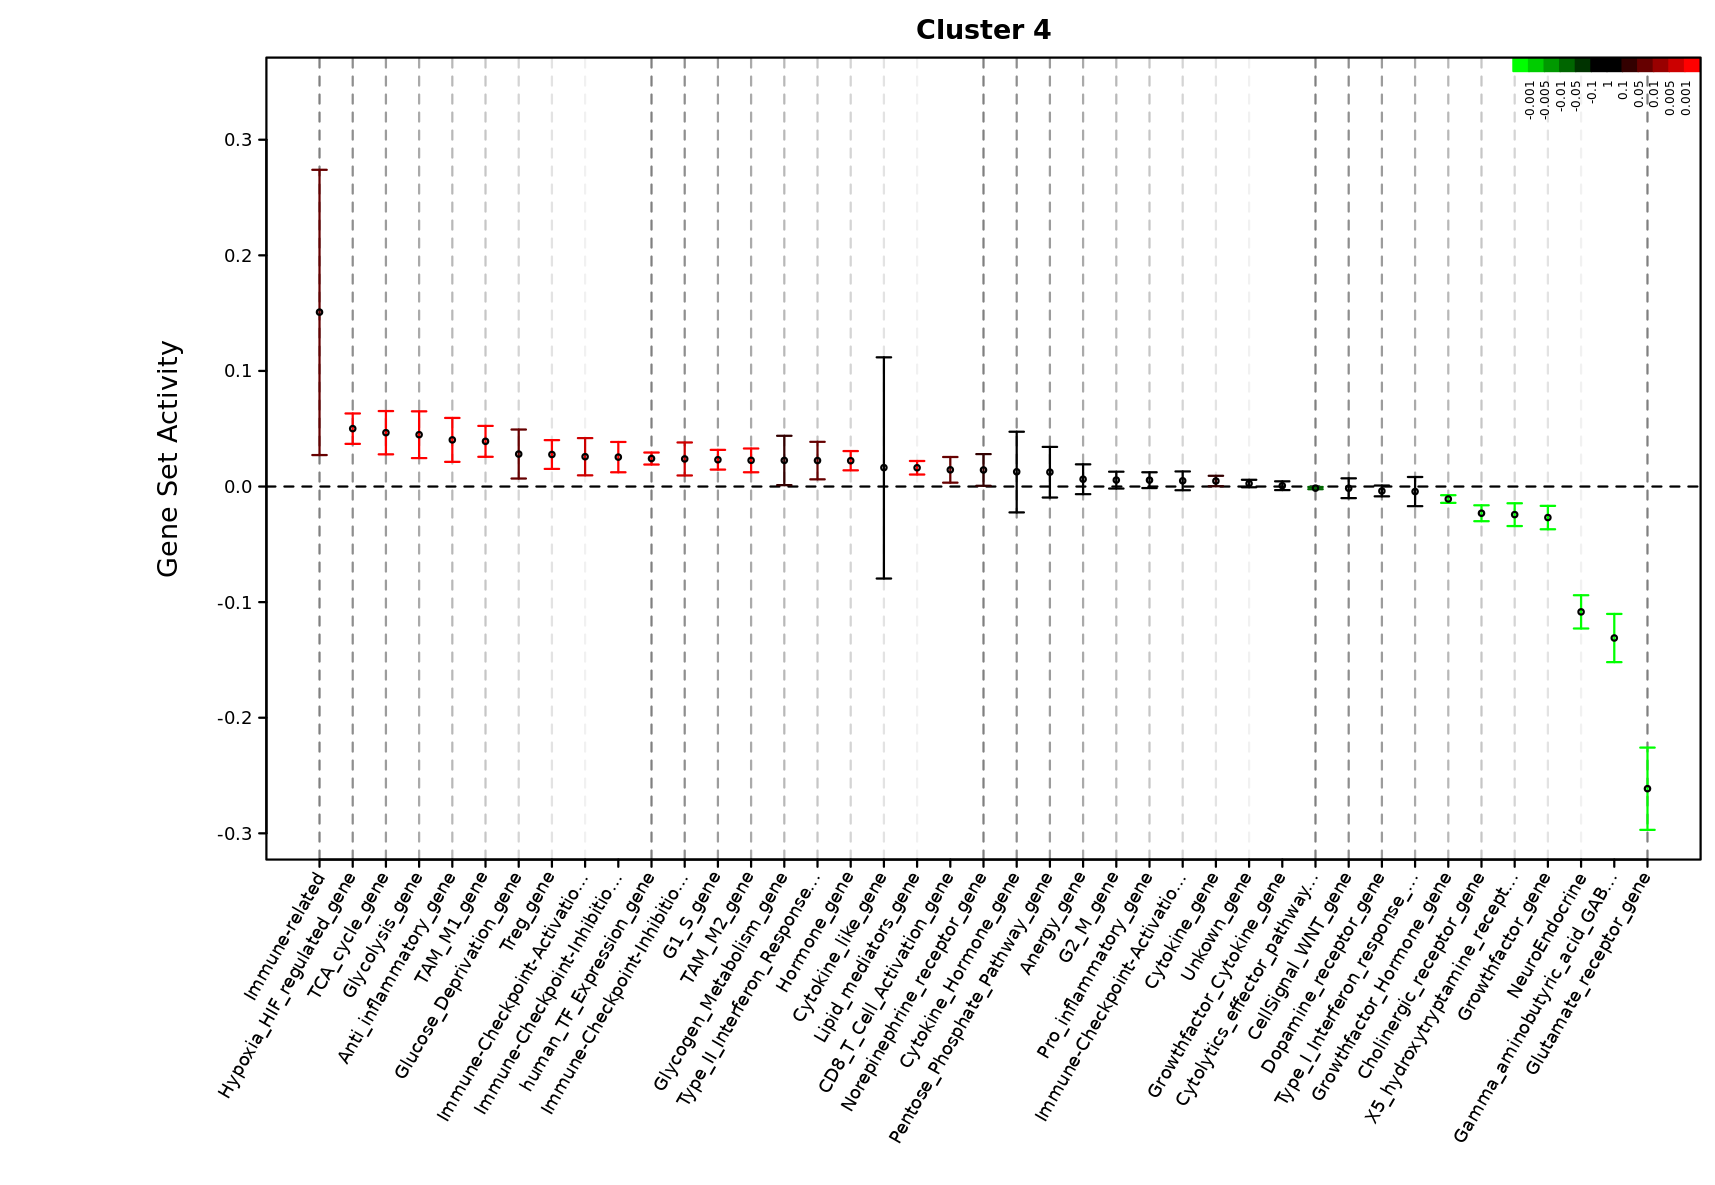 Cluster 4
-0.001
-0.005
-0.01
-0.05
-0.1
1
0.1
0.05
0.01
0.005
0.001
Gene Set Activity
0.3
0.2
0.1
0.0
-0.1
-0.2
-0.3
Immune-related
Hypoxia_HIF_regulated_gene
TCA_cycle_gene
Glycolysis_gene
Anti_inflammatory_gene
TAM_M1_gene
Glucose_Deprivation_gene
Treg_gene
Immune-Checkpoint-Activatio...
Immune-Checkpoint-Inhibitio...
human_TF_Expression_gene
Immune-Checkpoint-Inhibitio...
G1_S_gene
TAM_M2_gene
Glycogen_Metabolism_gene
Type_II_Interferon_Response...
Hormone_gene
Cytokine_like_gene
Lipid_mediators_gene
CD8_T_Cell_Activation_gene
Norepinephrine_receptor_gene
Cytokine_Hormone_gene
Pentose_Phosphate_Pathway_gene
Anergy_gene
G2_M_gene
Pro_inflammatory_gene
Immune-Checkpoint-Activatio...
Cytokine_gene
Unknown_gene
Growthfactor_Cytokine_gene
Cytolytics_effector_pathway...
CellSignal_WNT_gene
Dopamine_receptor_gene
Type_I_Interferon_response_...
Growthfactor_Hormone_gene
Cholinergic_receptor_gene
X5_hydroxytryptamine_recept...
Growthfactor_gene
NeuroEndocrine
Gamma_aminobutyric_acid_GAB...
Glutamate_receptor_gene